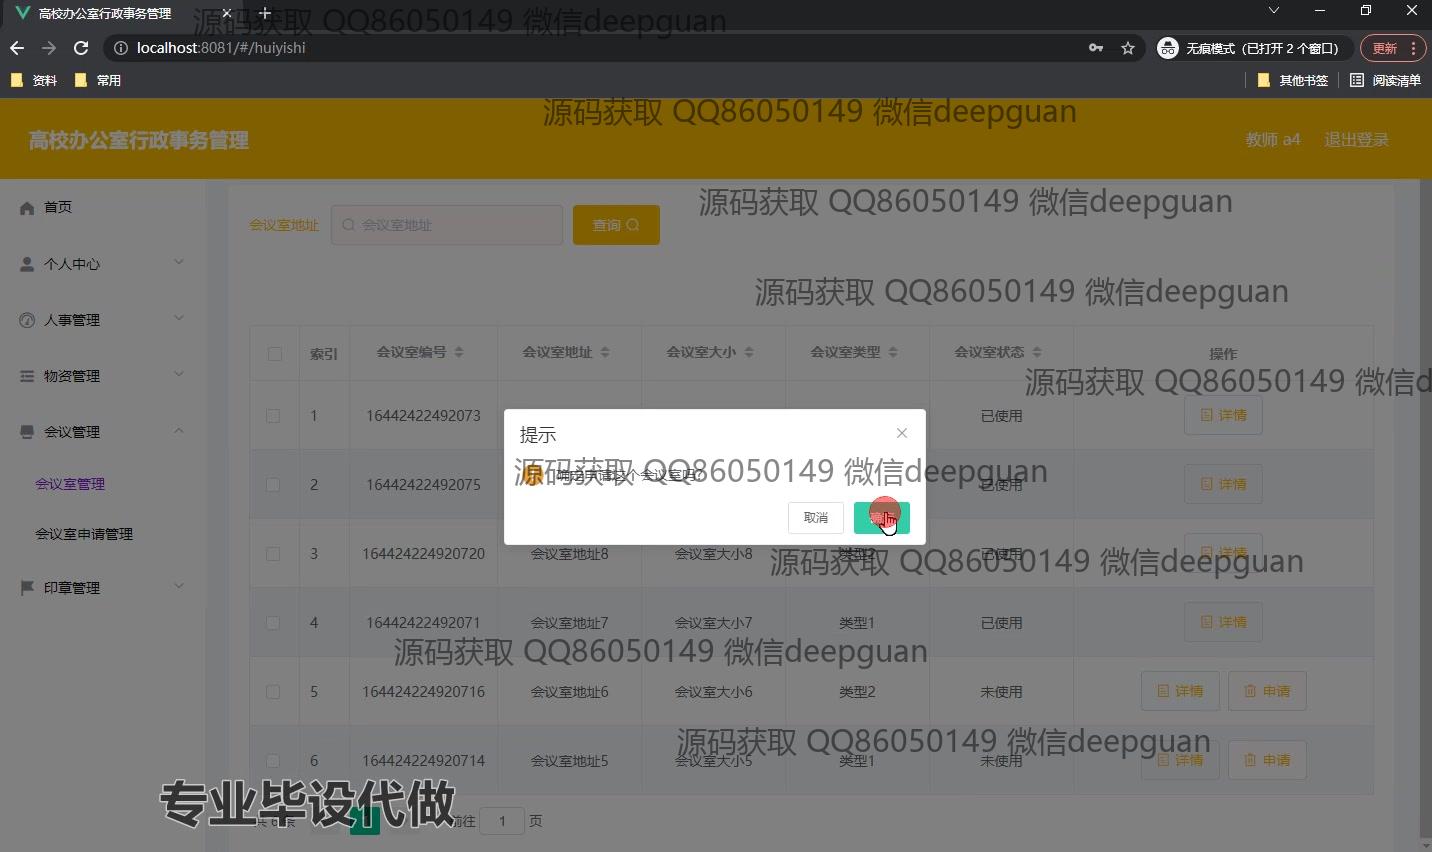 高校办公室行政事务管理
源码获取 QQ86050149 微信deepguan
localhost:8081/#/huiyishi
无痕模式（已打开 2 个窗口）
更新
资料
常用
其他书签
阅读清单
源码获取 QQ86050149 微信deepguan
高校办公室行政事务管理
教师 a4
退出登录
首页
个人中心
人事管理
物资管理
会议管理
会议室管理
会议室申请管理
印章管理
源码获取 QQ86050149 微信deepguan
会议室地址
会议室地址
查询
源码获取 QQ86050149 微信deepguan
索引 会议室编号 会议室地址 会议室大小 会议室类型 会议室状态 操作
源码获取 QQ86050149 微信d
1 16442422492073 已使用 详情
提示
源码获取 QQ86050149 微信deepguan
确定申请这个会议室吗?
取消
2 16442422492075 已使用 详情
3 164424224920720 会议室地址8 会议室大小8 类型2 已使用 详情
源码获取 QQ86050149 微信deepguan
4 16442422492071 会议室地址7 会议室大小7 类型1 已使用 详情
源码获取 QQ86050149 微信deepguan
5 164424224920716 会议室地址6 会议室大小6 类型2 未使用 详情 申请
源码获取 QQ86050149 微信deepguan
6 164424224920714 会议室地址5 会议室大小5 类型1 未使用 详情 申请
专业毕设代做
共 6 条 1 前往 1 页